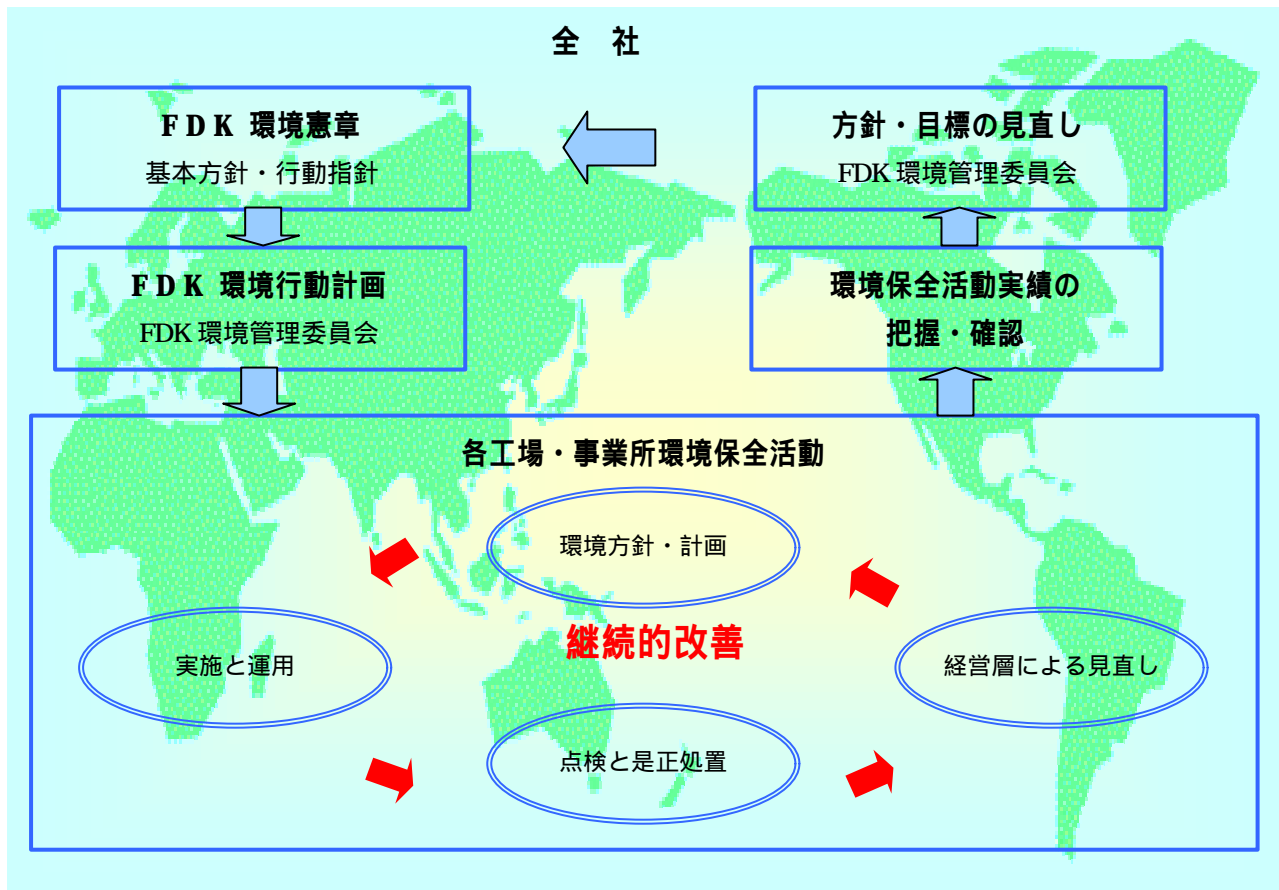 全 社
FDK 環境憲章
基本方針・行動指針
方針・目標の見直し
FDK 環境管理委員会
FDK 環境行動計画
FDK 環境管理委員会
環境保全活動実績の
把握・確認
各工場・事業所環境保全活動
環境方針・計画
継続的改善
実施と運用
経営層による見直し
点検と是正処置